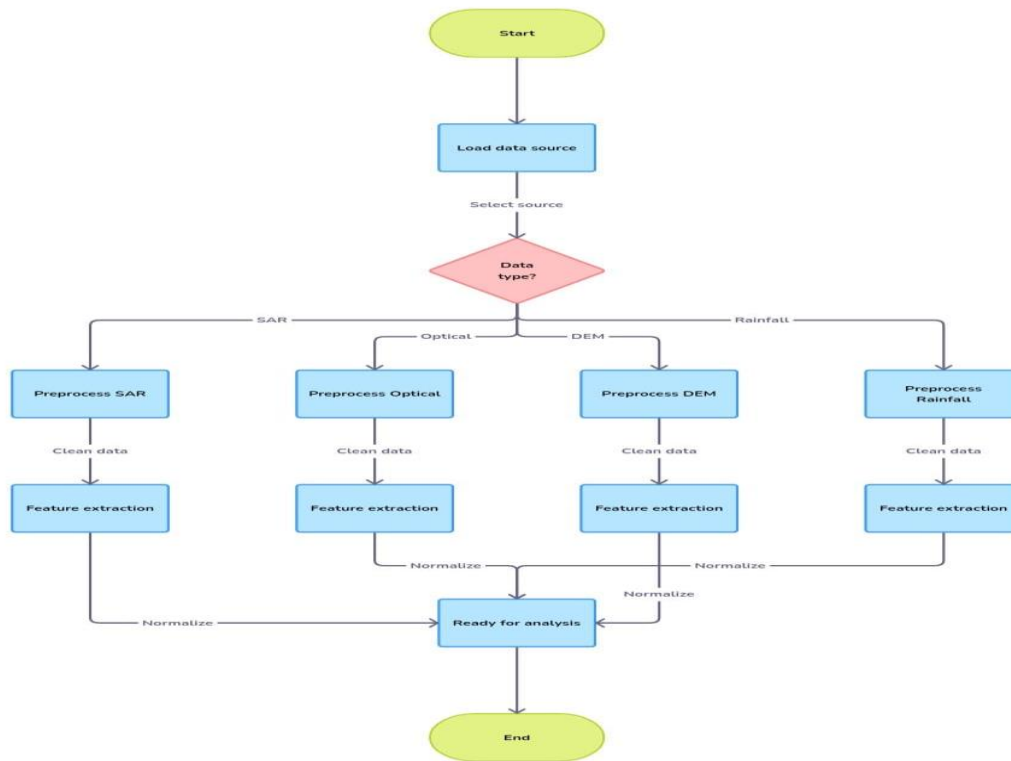 Start
Load data source
Select source
Data
type?
SAR
Rainfall
Optical
DEM
Preprocess SAR
Preprocess Optical
Preprocess DEM
Preprocess
Rainfall
Clean data
Clean data
Clean data
Clean data
Feature extraction
Feature extraction
Feature extraction
Feature extraction
Normalize
Normalize
Normalize
Normalize
Ready for analysis
End